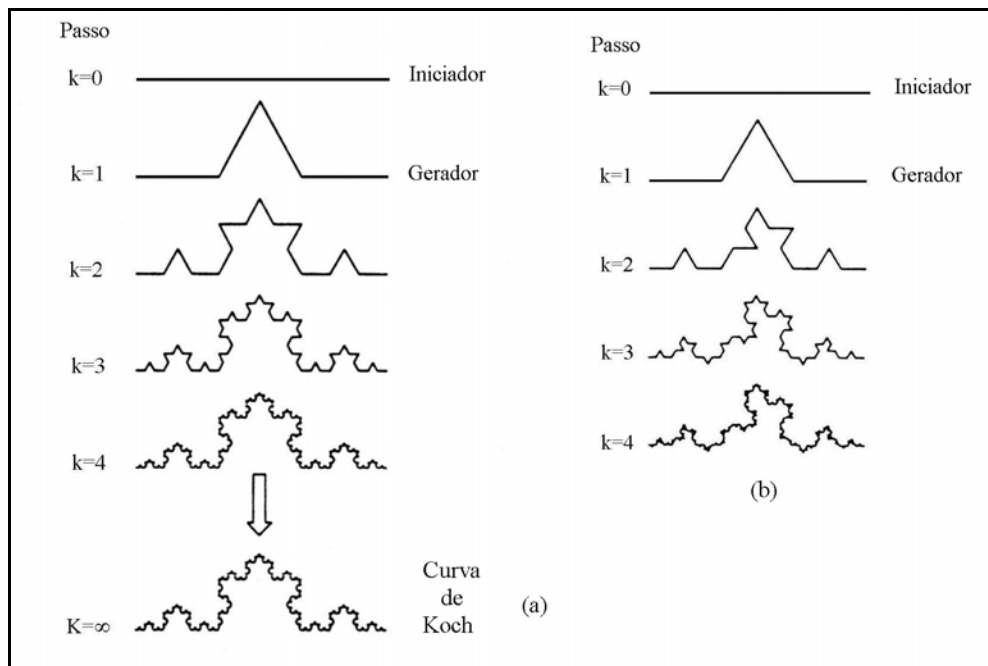 Passo
k=0 Iniciador
k=1 Gerador
k=2
k=3
k=4
K=∞
Curva
de
Koch
(a)
Passo
k=0 Iniciador
k=1 Gerador
k=2
k=3
k=4
(b)